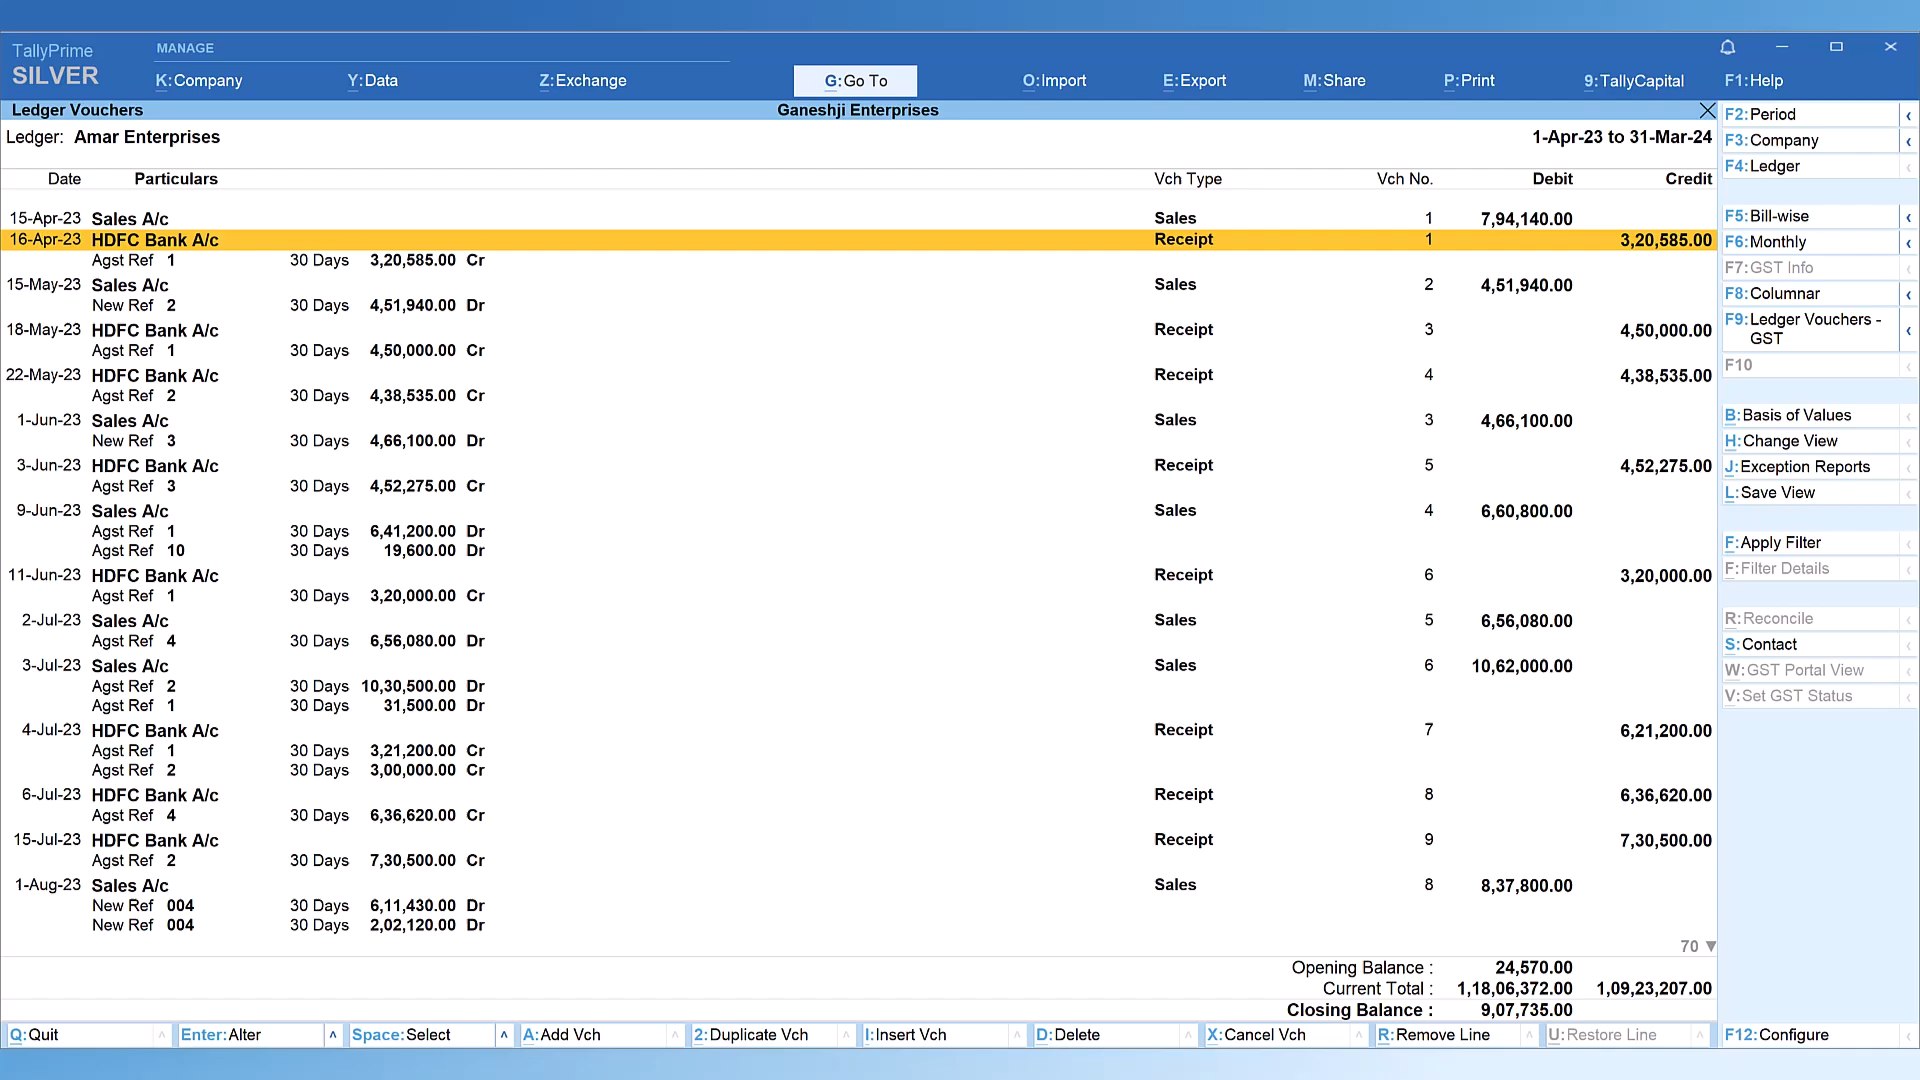 TallyPrime
SILVER
MANAGE
K:Company Y:Data Z:Exchange G:Go To O:Import E:Export M:Share P:Print 9:TallyCapital F1:Help
Ledger Vouchers Ganeshji Enterprises
Ledger: Amar Enterprises 1-Apr-23 to 31-Mar-24
Date Particulars Vch Type Vch No. Debit Credit
15-Apr-23 Sales A/c Sales 1 7,94,140.00
16-Apr-23 HDFC Bank A/c Receipt 1 3,20,585.00
Agst Ref 1 30 Days 3,20,585.00 Cr
15-May-23 Sales A/c Sales 2 4,51,940.00
New Ref 2 30 Days 4,51,940.00 Dr
18-May-23 HDFC Bank A/c Receipt 3 4,50,000.00
Agst Ref 1 30 Days 4,50,000.00 Cr
22-May-23 HDFC Bank A/c Receipt 4 4,38,535.00
Agst Ref 2 30 Days 4,38,535.00 Cr
1-Jun-23 Sales A/c Sales 3 4,66,100.00
New Ref 3 30 Days 4,66,100.00 Dr
3-Jun-23 HDFC Bank A/c Receipt 5 4,52,275.00
Agst Ref 3 30 Days 4,52,275.00 Cr
9-Jun-23 Sales A/c Sales 4 6,60,800.00
Agst Ref 1 30 Days 6,41,200.00 Dr
Agst Ref 10 30 Days 19,600.00 Dr
11-Jun-23 HDFC Bank A/c Receipt 6 3,20,000.00
Agst Ref 1 30 Days 3,20,000.00 Cr
2-Jul-23 Sales A/c Sales 5 6,56,080.00
Agst Ref 4 30 Days 6,56,080.00 Dr
3-Jul-23 Sales A/c Sales 6 10,62,000.00
Agst Ref 2 30 Days 10,30,500.00 Dr
Agst Ref 1 30 Days 31,500.00 Dr
4-Jul-23 HDFC Bank A/c Receipt 7 6,21,200.00
Agst Ref 1 30 Days 3,21,200.00 Cr
Agst Ref 2 30 Days 3,00,000.00 Cr
6-Jul-23 HDFC Bank A/c Receipt 8 6,36,620.00
Agst Ref 4 30 Days 6,36,620.00 Cr
15-Jul-23 HDFC Bank A/c Receipt 9 7,30,500.00
Agst Ref 2 30 Days 7,30,500.00 Cr
1-Aug-23 Sales A/c Sales 8 8,37,800.00
New Ref 004 30 Days 6,11,430.00 Dr
New Ref 004 30 Days 2,02,120.00 Dr
70 ▼
Opening Balance : 24,570.00
Current Total : 1,18,06,372.00 1,09,23,207.00
Closing Balance : 9,07,735.00
F2:Period
F3:Company
F4:Ledger
F5:Bill-wise
F6:Monthly
F7:GST Info
F8:Columnar
F9:Ledger Vouchers -
GST
F10
B:Basis of Values
H:Change View
J:Exception Reports
L:Save View
F:Apply Filter
F:Filter Details
R:Reconcile
S:Contact
W:GST Portal View
V:Set GST Status
Q:Quit Enter:Alter Space:Select A:Add Vch 2:Duplicate Vch I:Insert Vch D:Delete X:Cancel Vch R:Remove Line U:Restore Line F12:Configure